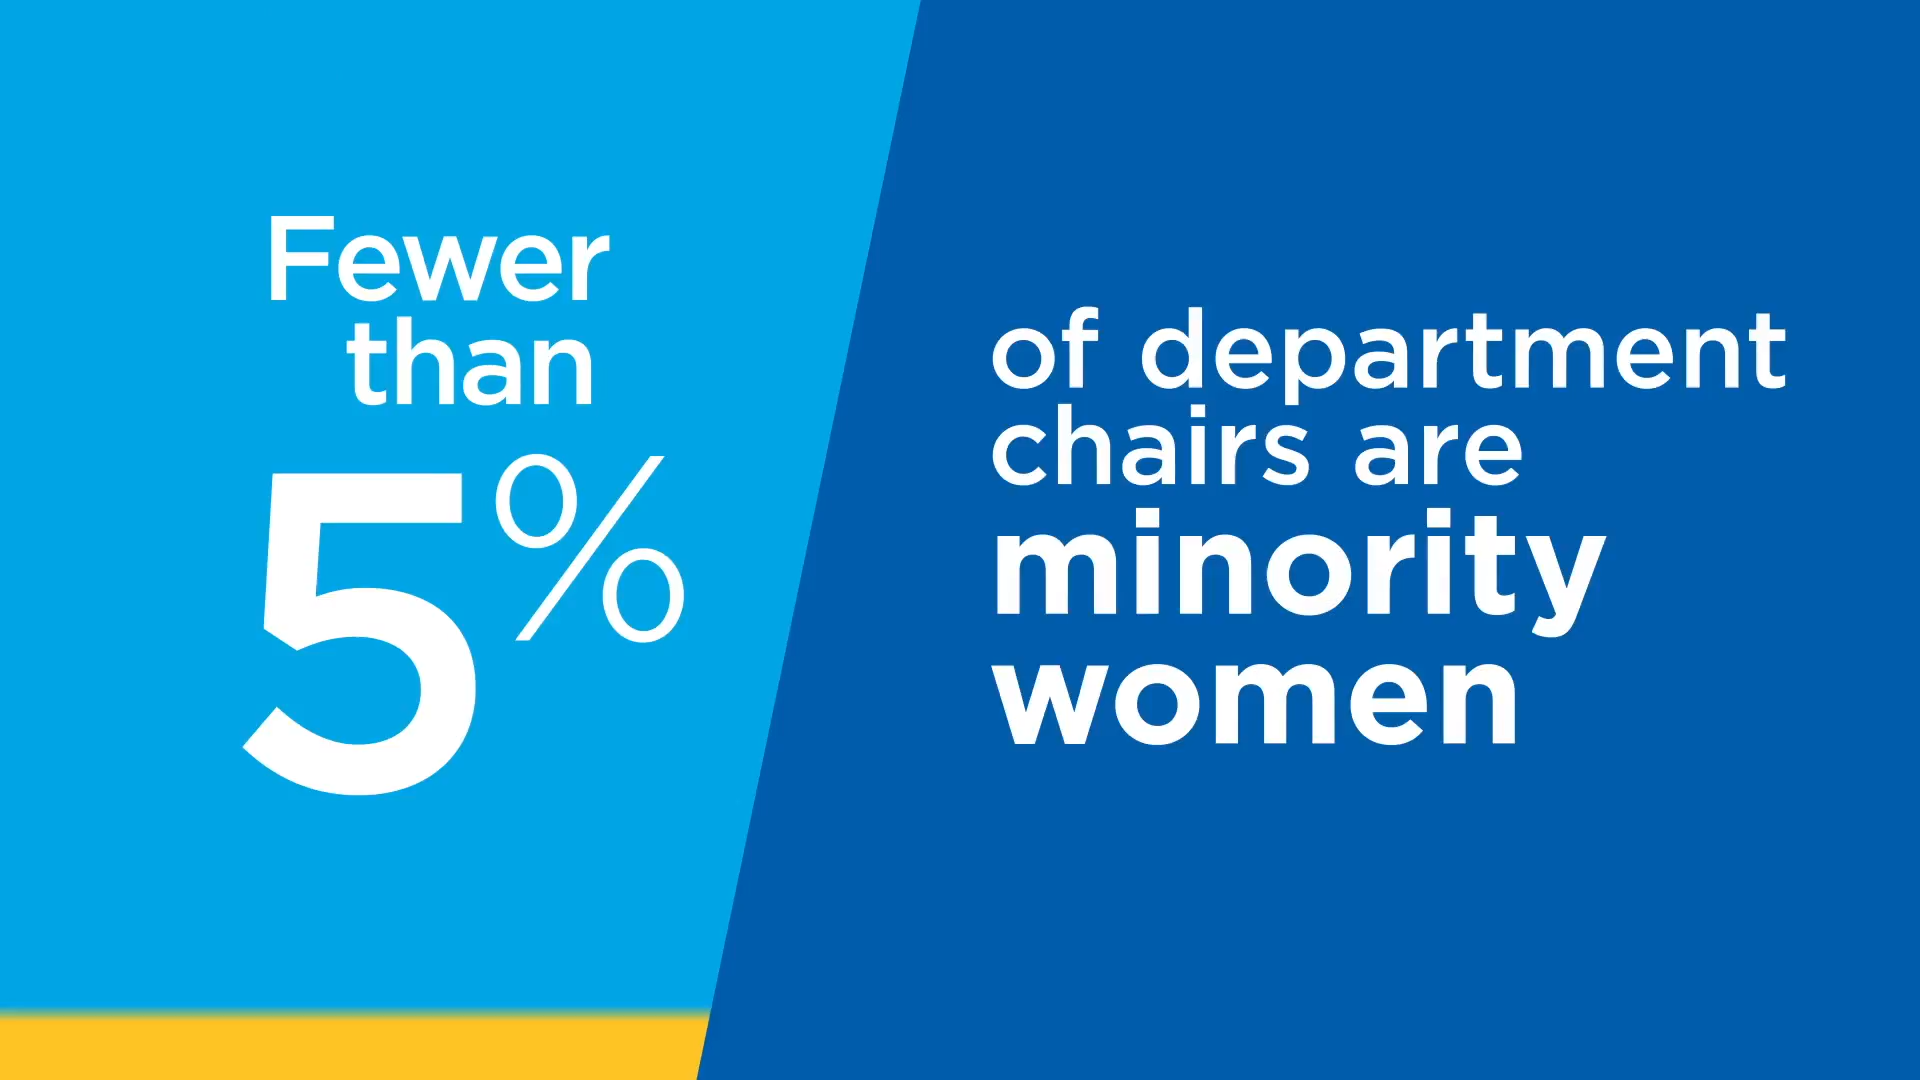 Fewer
than
5%
of department
chairs are
minority
women